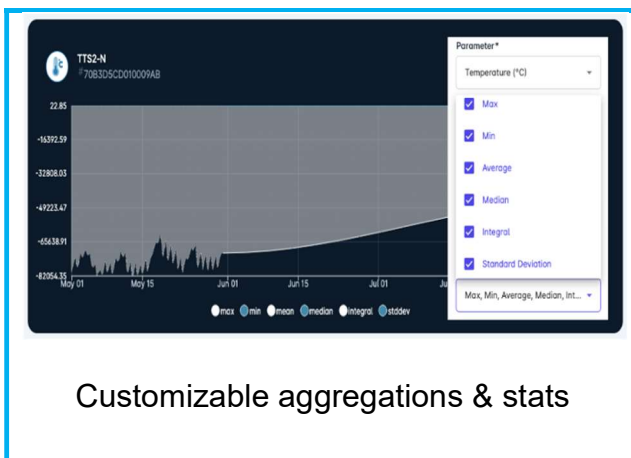 TTS2-N
#70B3D5CD010009AB
22.85
-16392.59
-32808.03
-49223.47
-65638.91
-82054.35
May 01
May 15
Jun 01
Jun 15
Jul 01
max
min
mean
median
integral
stddev
Parameter*
Temperature (°C)
Max
Min
Average
Median
Integral
Standard Deviation
Max, Min, Average, Median, Int...
Customizable aggregations & stats